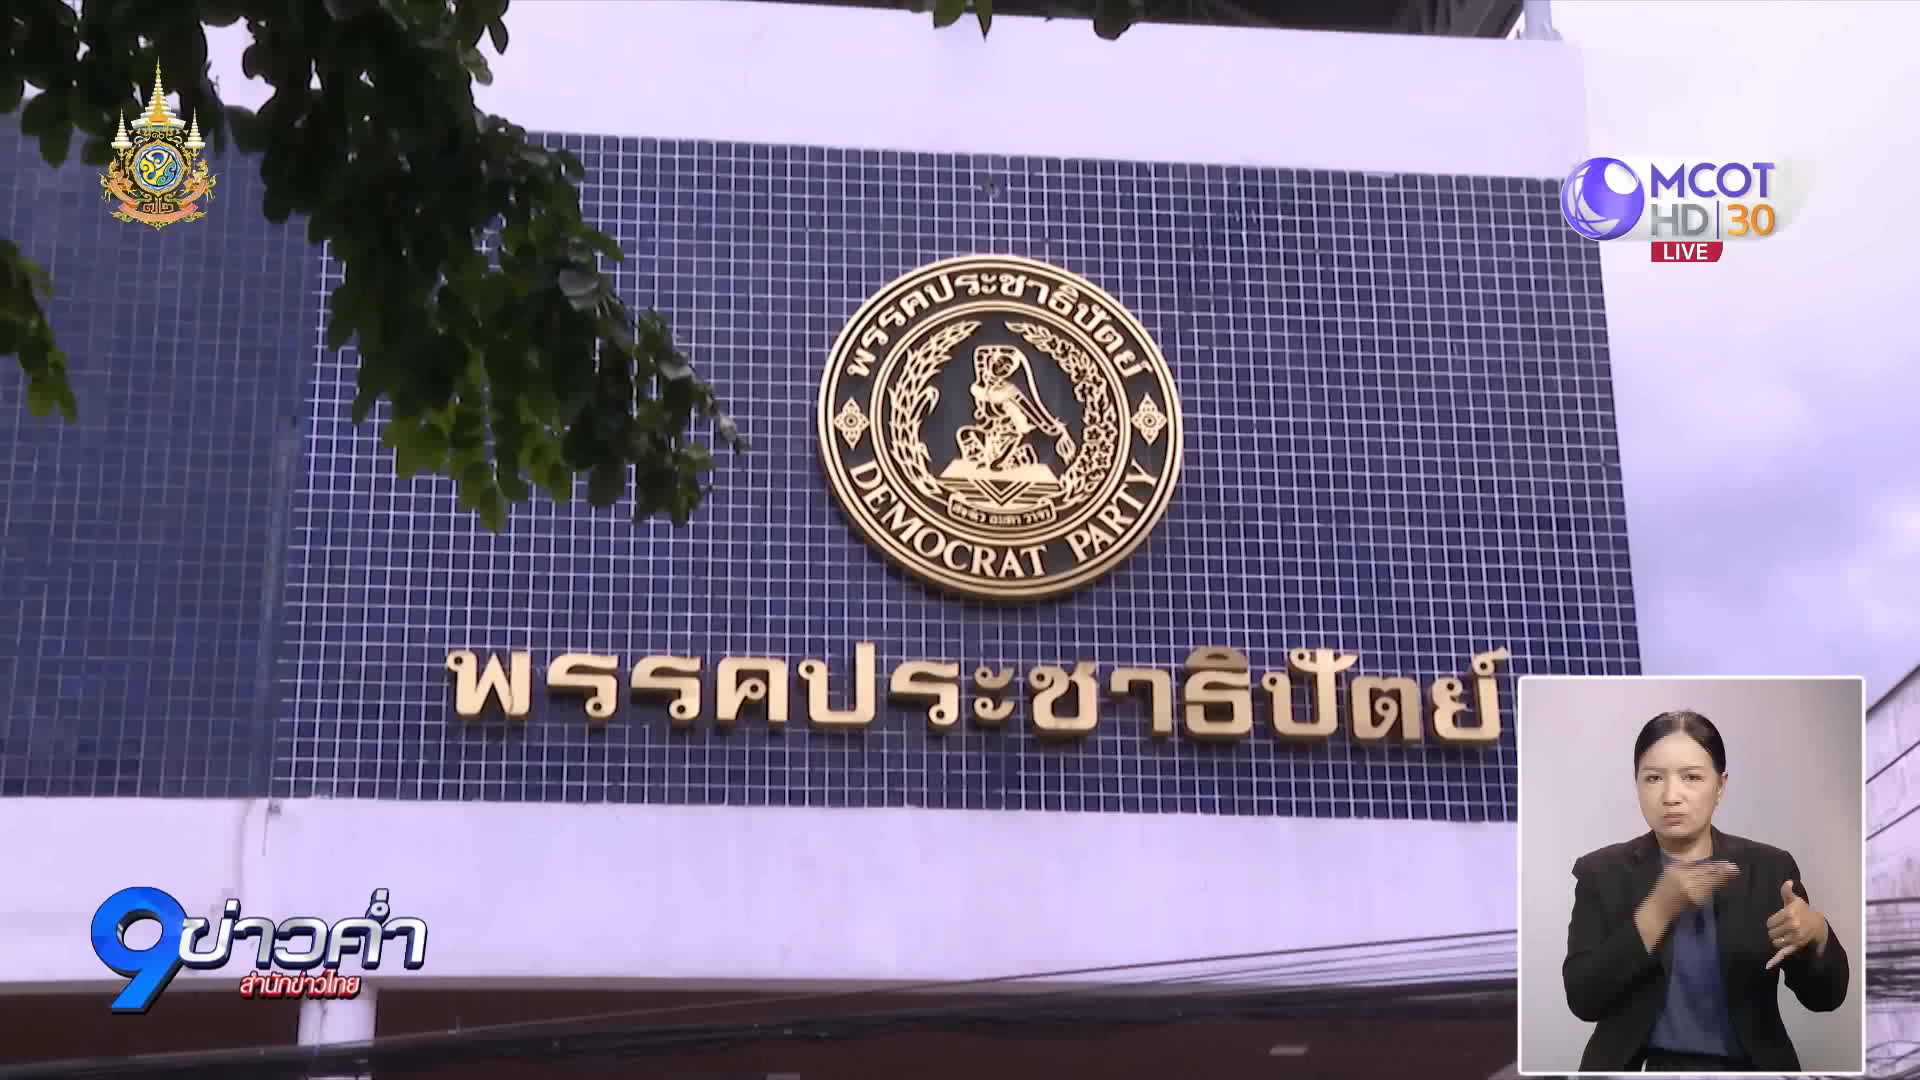 MCOT
HD 30
LIVE
พรรคประชาธิปัตย์
DEMOCRAT PARTY
พรรคประชาธิปัตย์
9ข่าวค่ำ
สำนักข่าวไทย